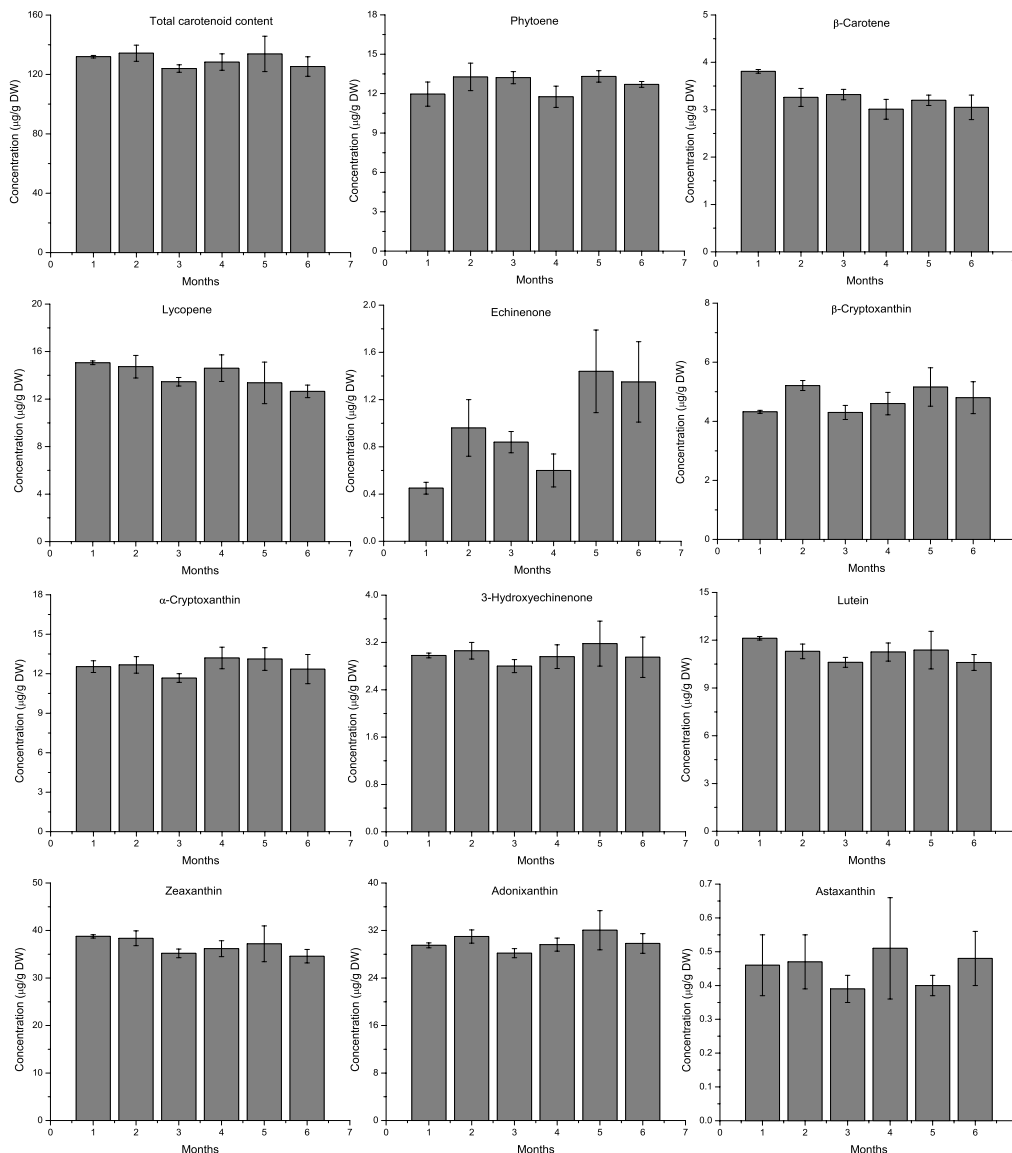 Total carotenoid content
160
120
80
40
0
Concentration (μg/g DW)
0 1 2 3 4 5 6 7
Months
Phytoene
18
15
12
9
6
3
0
Concentration (μg/g DW)
0 1 2 3 4 5 6 7
Months
β-Carotene
5
4
3
2
1
0
Concentration (μg/g DW)
0 1 2 3 4 5 6
Months
Lycopene
20
16
12
8
4
0
Concentration (μg/g DW)
0 1 2 3 4 5 6 7
Months
Echinenone
2.0
1.6
1.2
0.8
0.4
0.0
Concentration (μg/g DW)
0 1 2 3 4 5 6 7
Months
β-Cryptoxanthin
8
6
4
2
0
Concentration (μg/g DW)
0 1 2 3 4 5 6
Months
α-Cryptoxanthin
18
15
12
9
6
3
0
Concentration (μg/g DW)
0 1 2 3 4 5 6 7
Months
3-Hydroxyechinenone
4.0
3.2
2.4
1.6
0.8
0.0
Concentration (μg/g DW)
0 1 2 3 4 5 6 7
Months
Lutein
15
12
9
6
3
0
Concentration (μg/g DW)
0 1 2 3 4 5 6
Months
Zeaxanthin
50
40
30
20
10
0
Concentration (μg/g DW)
0 1 2 3 4 5 6 7
Months
Adonixanthin
40
32
24
16
8
0
Concentration (μg/g DW)
0 1 2 3 4 5 6 7
Months
Astaxanthin
0.7
0.6
0.5
0.4
0.3
0.2
0.1
0.0
Concentration (μg/g DW)
0 1 2 3 4 5 6
Months